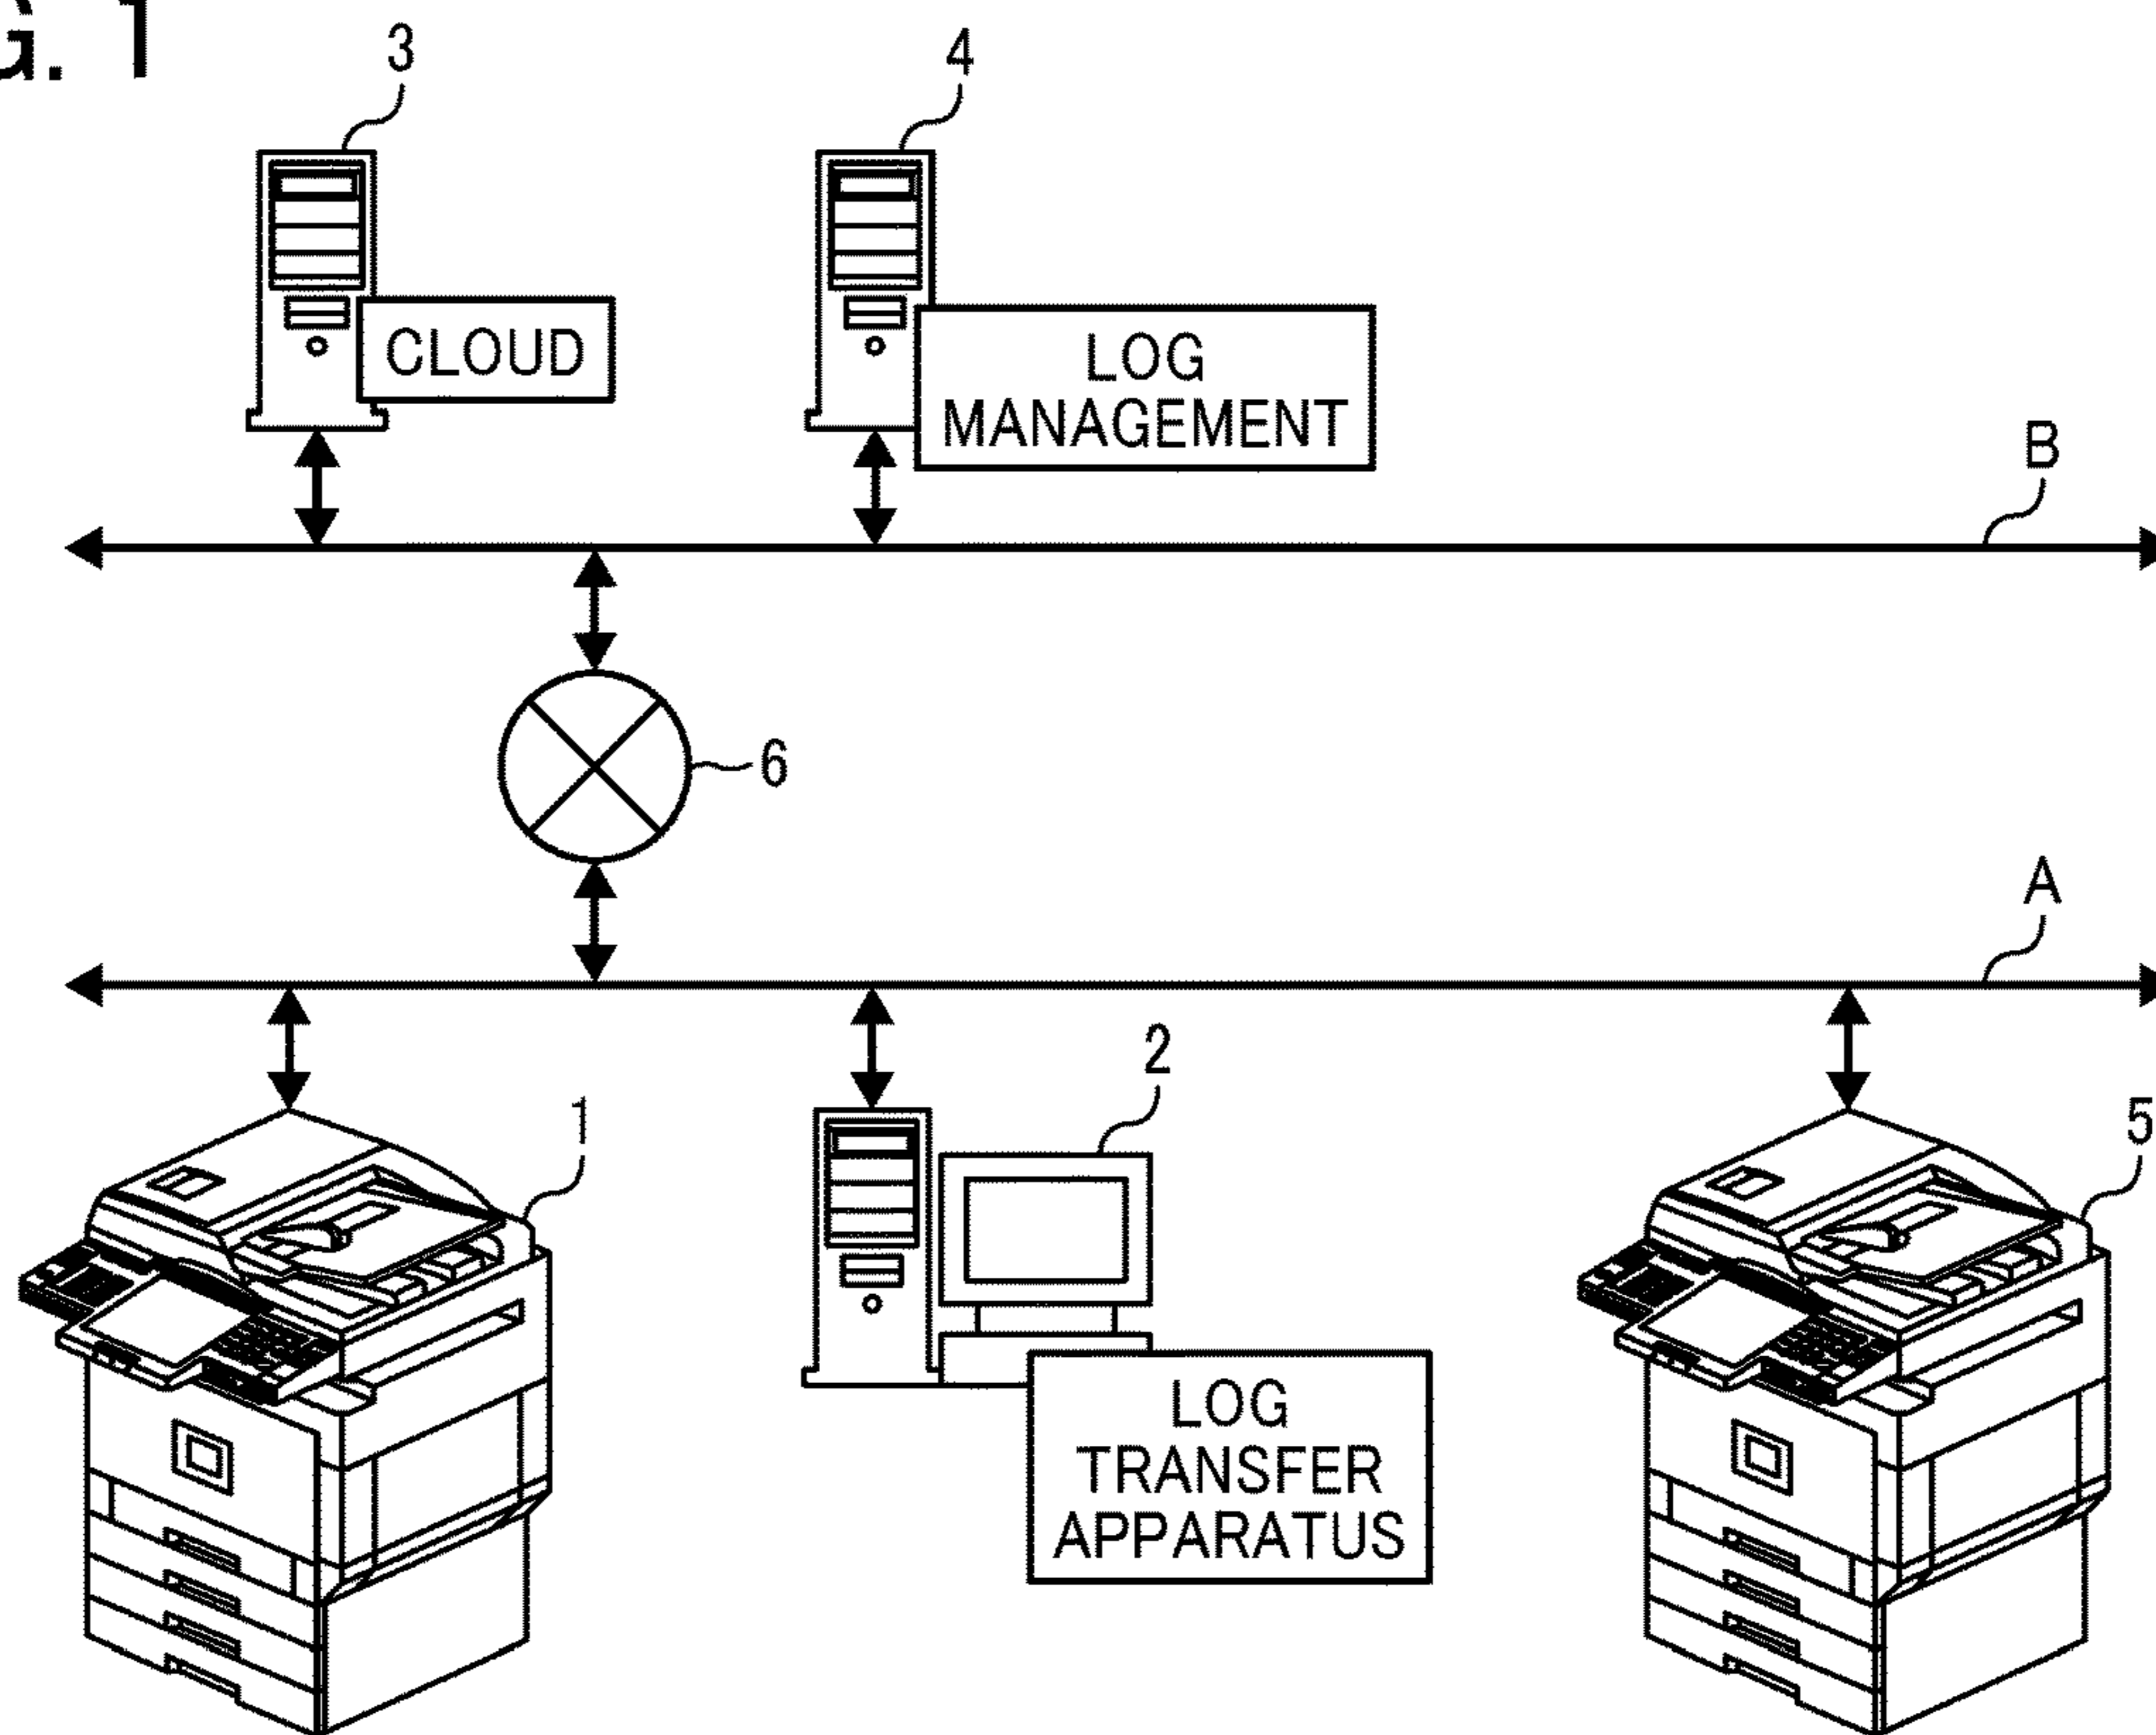 G. 1
3
4
CLOUD
LOG
MANAGEMENT
B
6
A
2
1
5
LOG
TRANSFER
APPARATUS